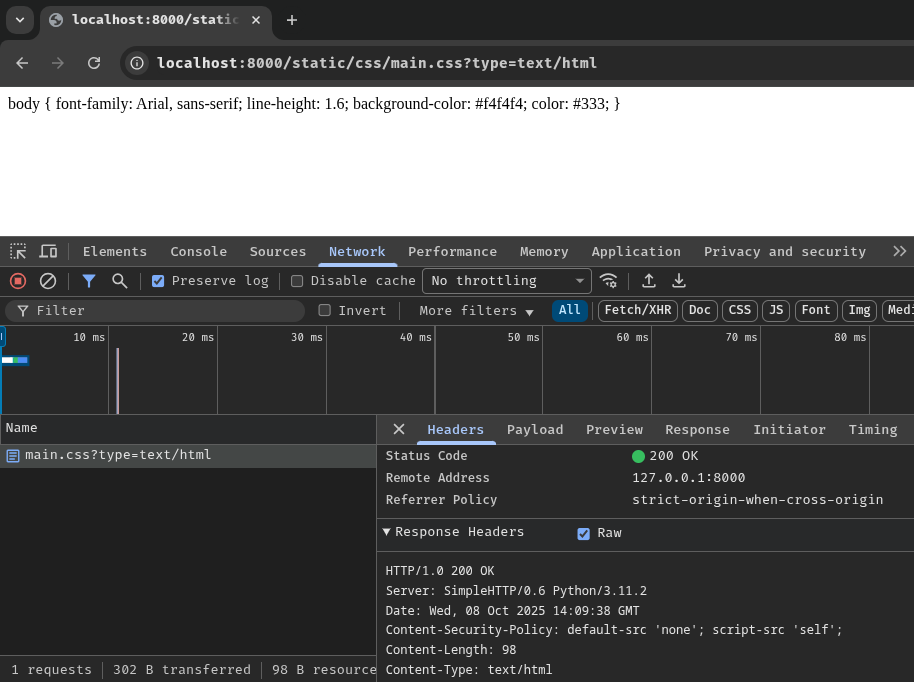 localhost:8000/static
localhost:8000/static/css/main.css?type=text/html
body { font-family: Arial, sans-serif; line-height: 1.6; background-color: #f4f4f4; color: #333; }
Elements Console Sources Network Performance Memory Application Privacy and security
Preserve log Disable cache No throttling
Filter Invert More filters All Fetch/XHR Doc CSS JS Font Img Medi
10 ms 20 ms 30 ms 40 ms 50 ms 60 ms 70 ms 80 ms
Name
Headers Payload Preview Response Initiator Timing
main.css?type=text/html
Status Code 200 OK
Remote Address 127.0.0.1:8000
Referrer Policy strict-origin-when-cross-origin
Response Headers Raw
HTTP/1.0 200 OK
Server: SimpleHTTP/0.6 Python/3.11.2
Date: Wed, 08 Oct 2025 14:09:38 GMT
Content-Security-Policy: default-src 'none'; script-src 'self';
Content-Length: 98
Content-Type: text/html
1 requests 302 B transferred 98 B resource